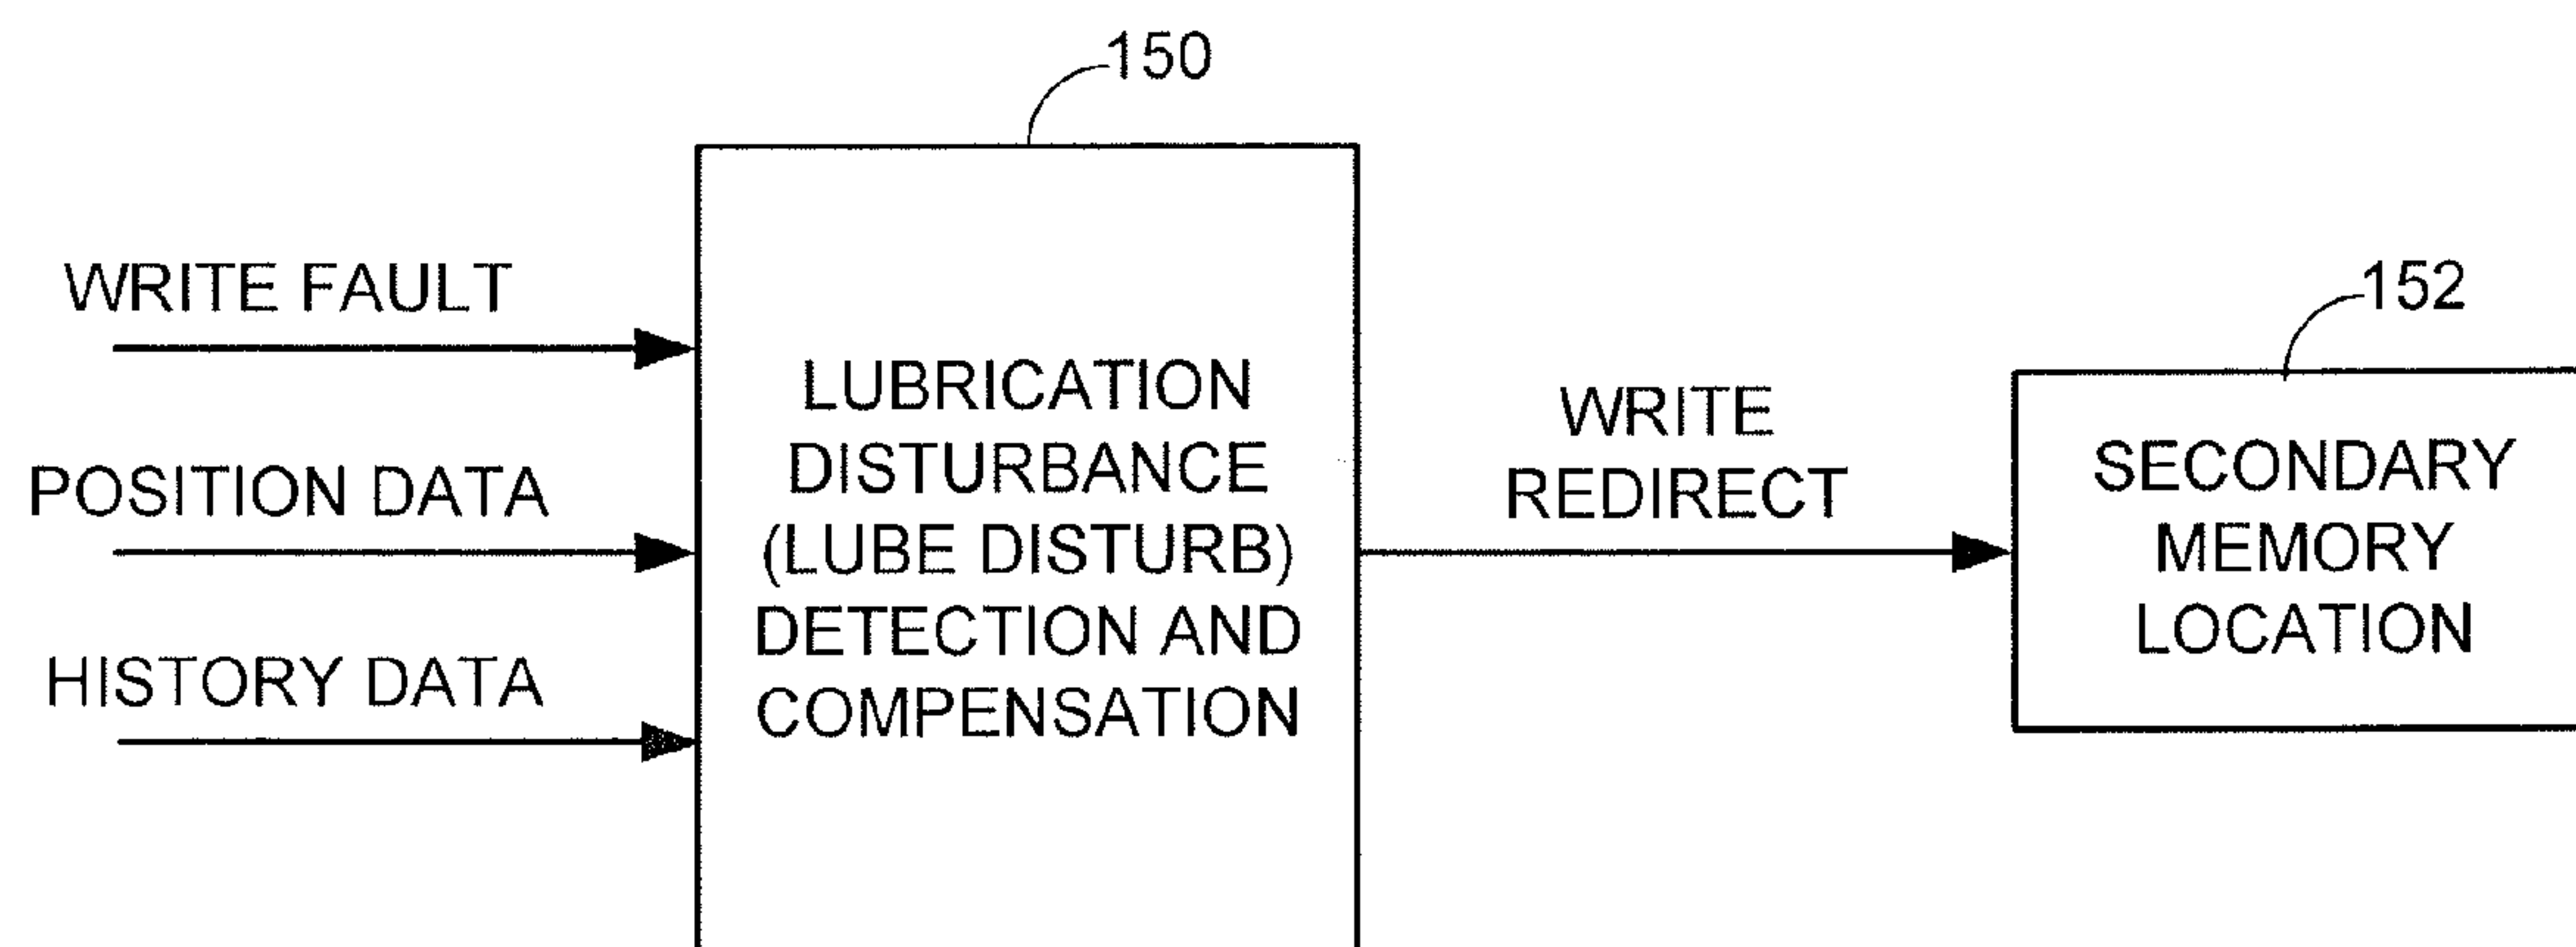 150
WRITE FAULT
POSITION DATA
HISTORY DATA
LUBRICATION
DISTURBANCE
(LUBE DISTURB)
DETECTION AND
COMPENSATION
WRITE
REDIRECT
152
SECONDARY
MEMORY
LOCATION